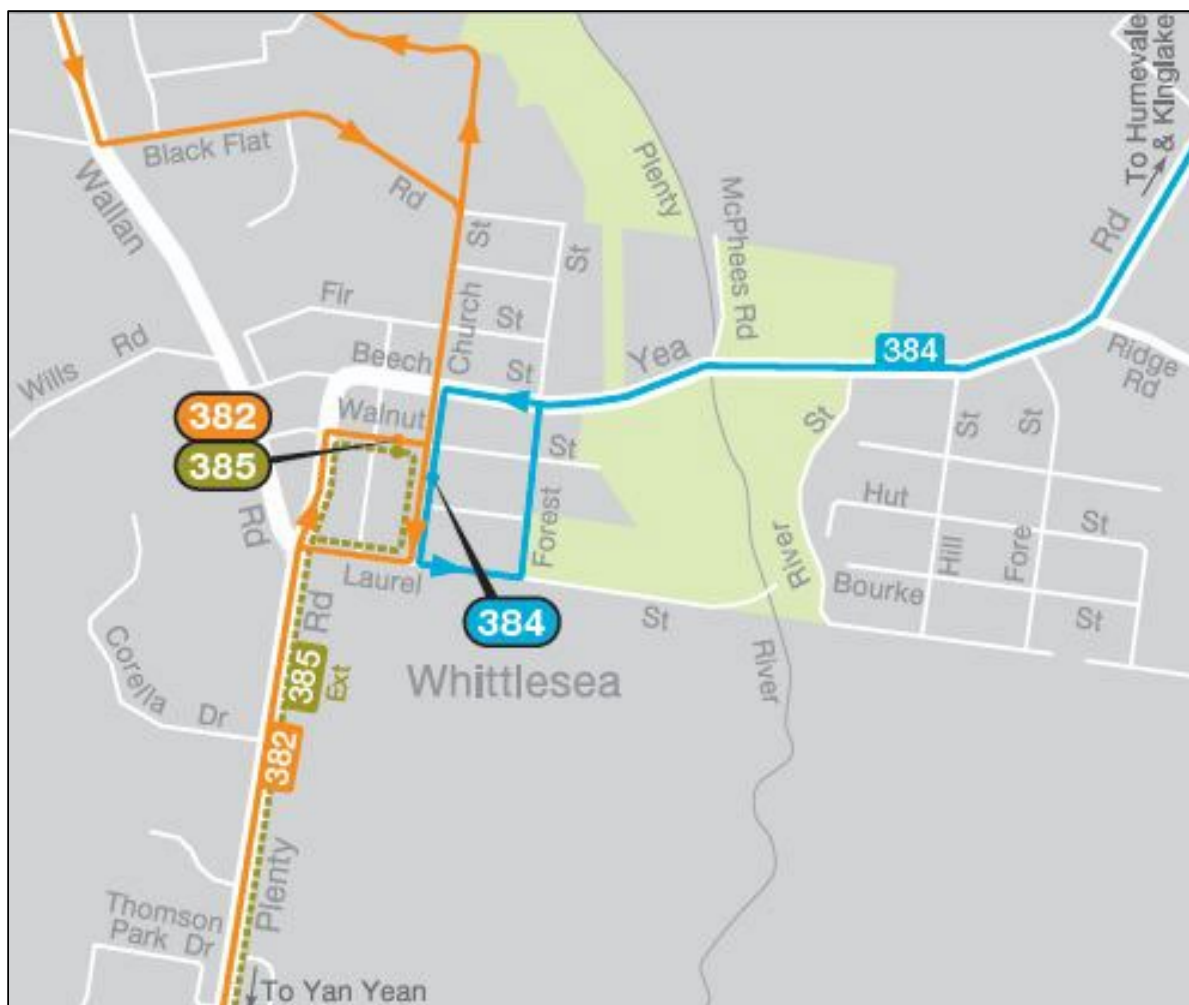 To Humevale
& Kinglake
Black Flat
Rd
Wallan
Rd
Plenty
McPhees Rd
Rd
St
St
Church
Fir
St
Beech
St
Yea
384
Ridge
Rd
Wills Rd
382
Walnut
385
St
St
St
St
Hut
St
Forest
River
Hill
Fore
Rd
Laurel
384
Bourke
St
St
Rd
Whittlesea
River
385
Ext
Corella Dr
382
Plenty
Thomson
Park Dr
To Yan Yean